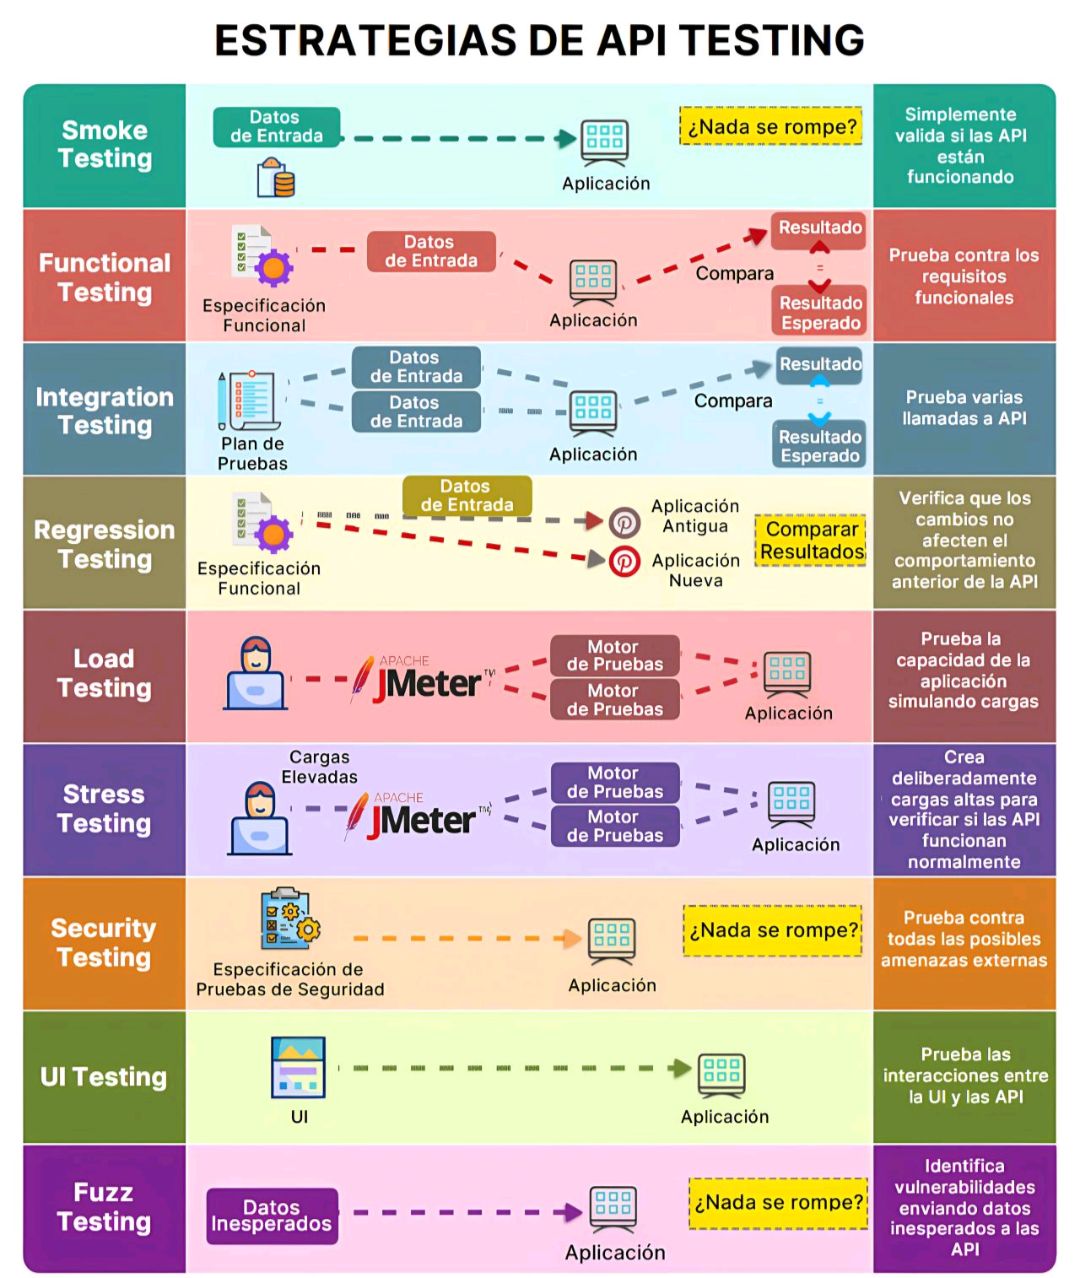 ESTRATEGIAS DE API TESTING
Smoke
Testing
Datos
de Entrada
Aplicación
¿Nada se rompe?
Simplemente
valida si las API
están
funcionando
Functional
Testing
Especificación
Funcional
Datos
de Entrada
Aplicación
Compara
Resultado
=
Resultado
Esperado
Prueba contra los
requisitos
funcionales
Integration
Testing
Plan de
Pruebas
Datos
de Entrada
Datos
de Entrada
Aplicación
Compara
Resultado
=
Resultado
Esperado
Prueba varias
llamadas a API
Regression
Testing
Especificación
Funcional
Datos
de Entrada
Aplicación
Antigua
Aplicación
Nueva
Comparar
Resultados
Verifica que los
cambios no
afecten el
comportamiento
anterior de la API
Load
Testing
APACHE
JMeter™
Motor
de Pruebas
Motor
de Pruebas
Aplicación
Prueba la
capacidad de la
aplicación
simulando cargas
Stress
Testing
Cargas
Elevadas
APACHE
JMeter™
Motor
de Pruebas
Motor
de Pruebas
Aplicación
Crea
deliberadamente
cargas altas para
verificar si las API
funcionan
normalmente
Security
Testing
Especificación de
Pruebas de Seguridad
Aplicación
¿Nada se rompe?
Prueba contra
todas las posibles
amenazas externas
UI Testing
UI
Aplicación
Prueba las
interacciones entre
la UI y las API
Fuzz
Testing
Datos
Inesperados
Aplicación
¿Nada se rompe?
Identifica
vulnerabilidades
enviando datos
inesperados a las
API